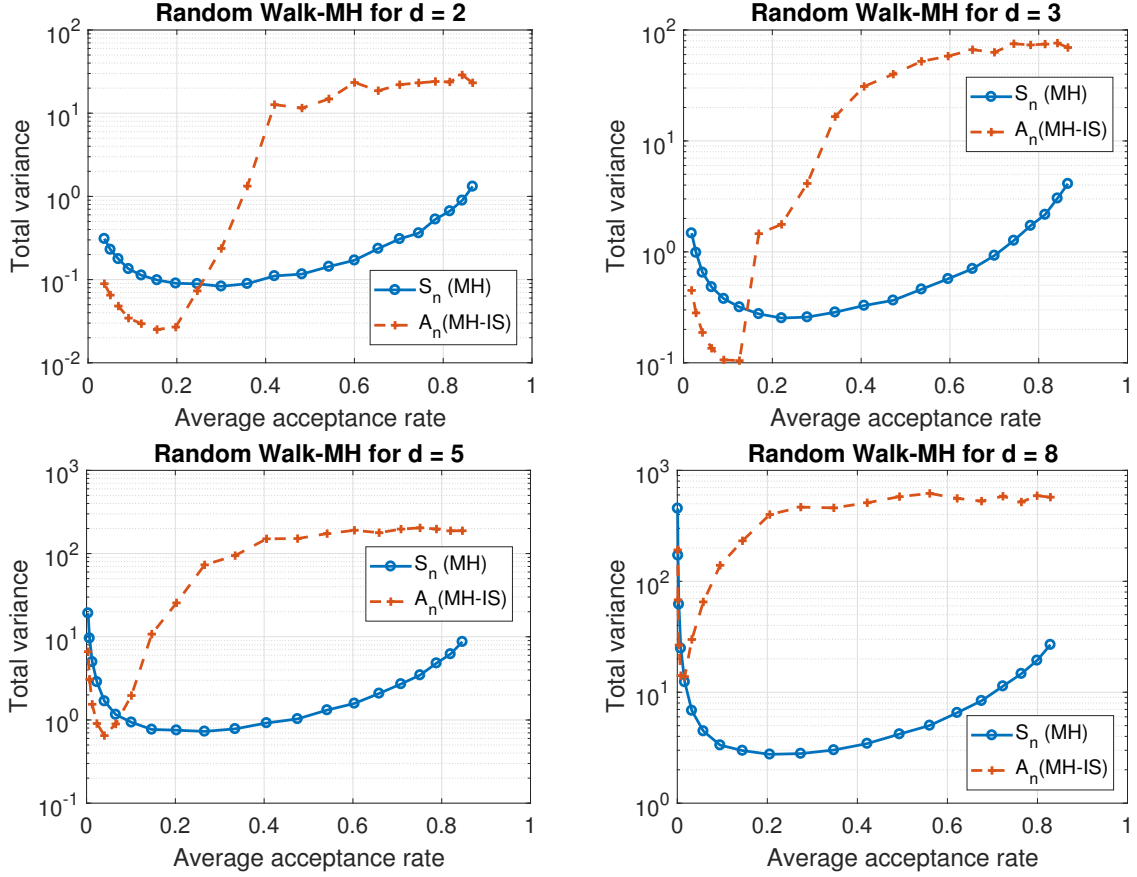 Random Walk-MH for d = 2
Total variance
10^2
10^1
10^0
10^-1
10^-2
S_n (MH)
A_n(MH-IS)
0 0.2 0.4 0.6 0.8 1
Average acceptance rate
Random Walk-MH for d = 3
Total variance
10^2
10^1
10^0
10^-1
S_n (MH)
A_n(MH-IS)
0 0.2 0.4 0.6 0.8 1
Average acceptance rate
Random Walk-MH for d = 5
Total variance
10^3
10^2
10^1
10^0
10^-1
S_n (MH)
A_n(MH-IS)
0 0.2 0.4 0.6 0.8 1
Average acceptance rate
Random Walk-MH for d = 8
Total variance
10^3
10^2
10^1
10^0
S_n (MH)
A_n(MH-IS)
0 0.2 0.4 0.6 0.8 1
Average acceptance rate